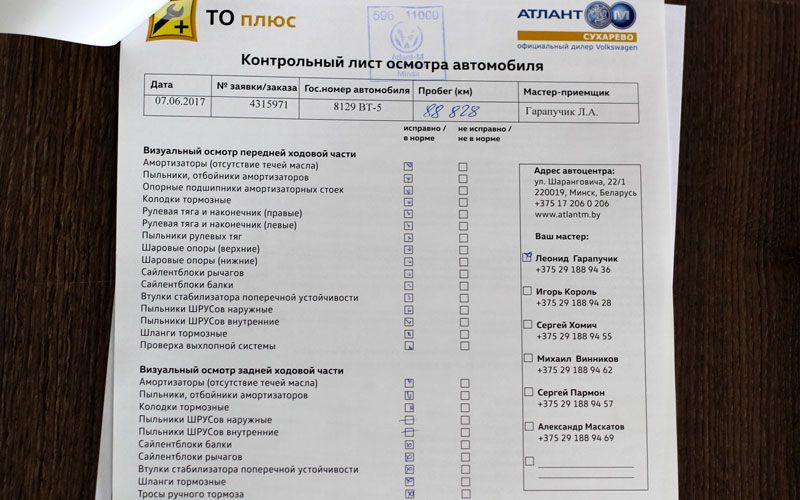 ТО плюс
596 11000
Atlant-M
Minsk
АТЛАНТ М
СУХАРЕВО
официальный дилер Volkswagen
Контрольный лист осмотра автомобиля
Дата № заявки/заказа Гос.номер автомобиля Пробег (км) Мастер-приемщик
07.06.2017 4315971 8129 ВТ-5 88 828 Гарапучик Л.А.
исправно / в норме
не исправно / не в норме
Визуальный осмотр передней ходовой части
Амортизаторы (отсутствие течей масла)
Пыльники, отбойники амортизаторов
Опорные подшипники амортизаторных стоек
Колодки тормозные
Рулевая тяга и наконечник (правые)
Рулевая тяга и наконечник (левые)
Пыльники рулевых тяг
Шаровые опоры (верхние)
Шаровые опоры (нижние)
Сайлентблоки рычагов
Сайлентблоки балки
Втулки стабилизатора поперечной устойчивости
Пыльники ШРУСов наружные
Пыльники ШРУСов внутренние
Шланги тормозные
Проверка выхлопной системы
Визуальный осмотр задней ходовой части
Амортизаторы (отсутствие течей масла)
Пыльники, отбойники амортизаторов
Колодки тормозные
Пыльники ШРУСов наружные
Пыльники ШРУСов внутренние
Сайлентблоки балки
Сайлентблоки рычагов
Втулки стабилизатора поперечной устойчивости
Шланги тормозные
Тросы ручного тормоза
Адрес автоцентра:
ул. Шаранговича, 22/1
220019, Минск, Беларусь
+375 17 206 0 206
www.atlantm.by
Ваш мастер:
Леонид Гарапучик
+375 29 188 94 36
Игорь Король
+375 29 188 94 28
Сергей Хомич
+375 29 188 94 55
Михаил Винников
+375 29 188 94 62
Сергей Пармон
+375 29 188 94 57
Александр Маскатов
+375 29 188 94 69